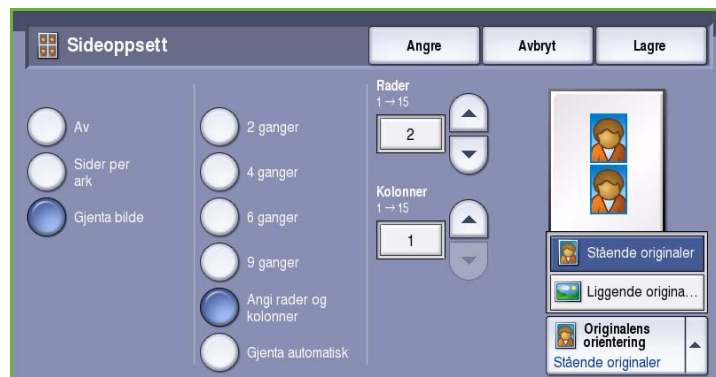 Sideoppsett
Angre
Avbryt
Lagre
Av
Sider per
ark
Gjenta bilde
2 ganger
4 ganger
6 ganger
9 ganger
Angi rader og
kolonner
Gjenta automatisk
Rader
1→15
2
Kolonner
1→15
1
Stående originaler
Liggende origina...
Originalens
orientering
Stående originaler